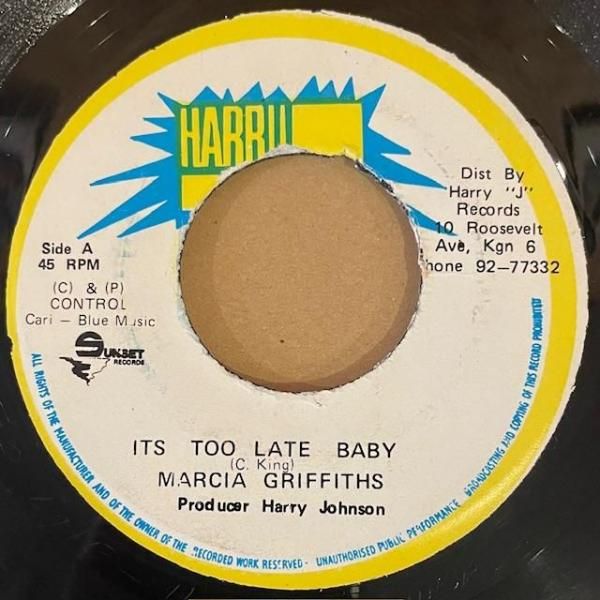 HARRY
Dist By
Harry "J"
Records
10 Roosevelt
Ave, Kgn 6
hone 92-77332
Side A
45 RPM
(C) & (P)
CONTROL
Cari - Blue Music
SUNSET
RECORDS
ITS TOO LATE BABY
(C. King)
MARCIA GRIFFITHS
Producer Harry Johnson
ALL RIGHTS OF THE MANUFACTURER AND OF THE OWNER OF THE RECORDED WORK RESERVED - UNAUTHORISED PUBLIC PERFORMANCE BROADCASTING AND COPYING OF THIS RECORD PROHIBITED